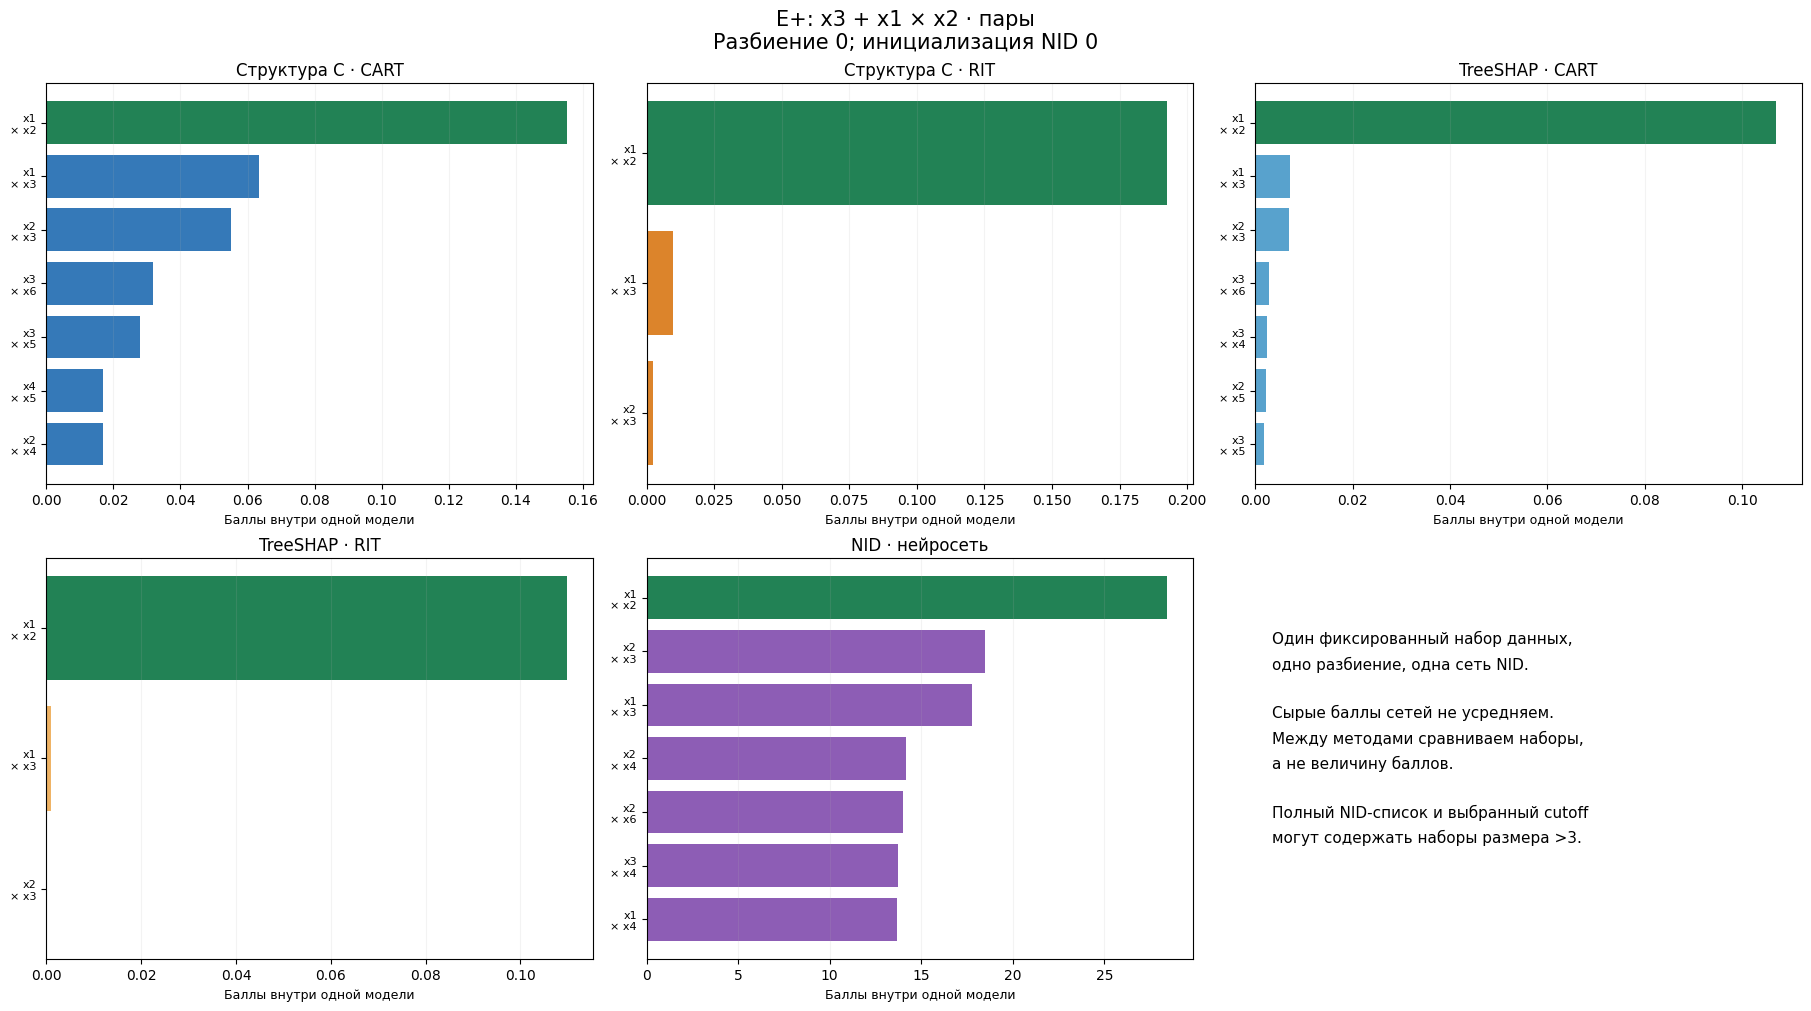 E+: x3 + x1 × x2 · пары
Разбиение 0; инициализация NID 0
Структура C · CART
x1
× x2
x1
× x3
x2
× x3
x3
× x6
x3
× x5
x4
× x5
x2
× x4
0.00 0.02 0.04 0.06 0.08 0.10 0.12 0.14 0.16
Баллы внутри одной модели
Структура C · RIT
x1
× x2
x1
× x3
x2
× x3
0.000 0.025 0.050 0.075 0.100 0.125 0.150 0.175 0.200
Баллы внутри одной модели
TreeSHAP · CART
x1
× x2
x1
× x3
x2
× x3
x3
× x6
x3
× x4
x2
× x5
x3
× x5
0.00 0.02 0.04 0.06 0.08 0.10
Баллы внутри одной модели
TreeSHAP · RIT
x1
× x2
x1
× x3
x2
× x3
0.00 0.02 0.04 0.06 0.08 0.10
Баллы внутри одной модели
NID · нейросеть
x1
× x2
x2
× x3
x1
× x3
x2
× x4
x2
× x6
x3
× x4
x1
× x4
0 5 10 15 20 25
Баллы внутри одной модели
Один фиксированный набор данных,
одно разбиение, одна сеть NID.
Сырые баллы сетей не усредняем.
Между методами сравниваем наборы,
а не величину баллов.
Полный NID-список и выбранный cutoff
могут содержать наборы размера >3.